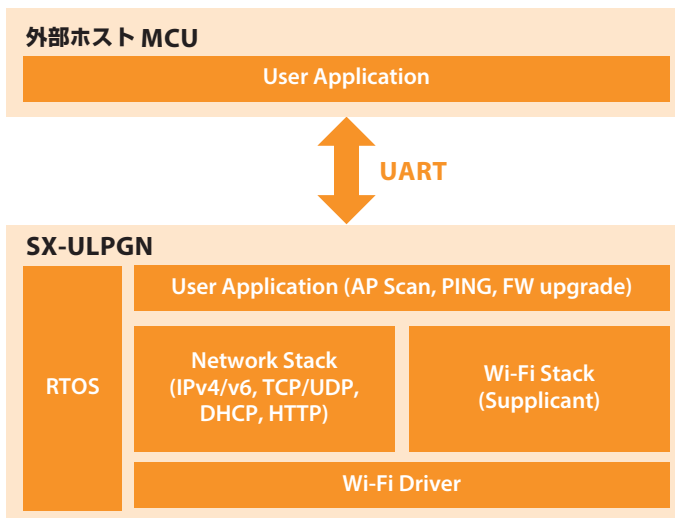 外部ホスト MCU
User Application
UART
SX-ULPGN
User Application (AP Scan, PING, FW upgrade)
RTOS
Network Stack
(IPv4/v6, TCP/UDP,
DHCP, HTTP)
Wi-Fi Stack
(Supplicant)
Wi-Fi Driver